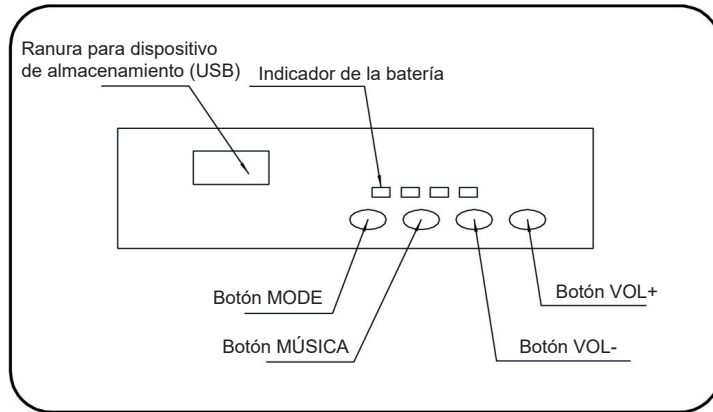 Ranura para dispositivo
de almacenamiento (USB)
Indicador de la batería
Botón MODE
Botón VOL+
Botón MÚSICA
Botón VOL-